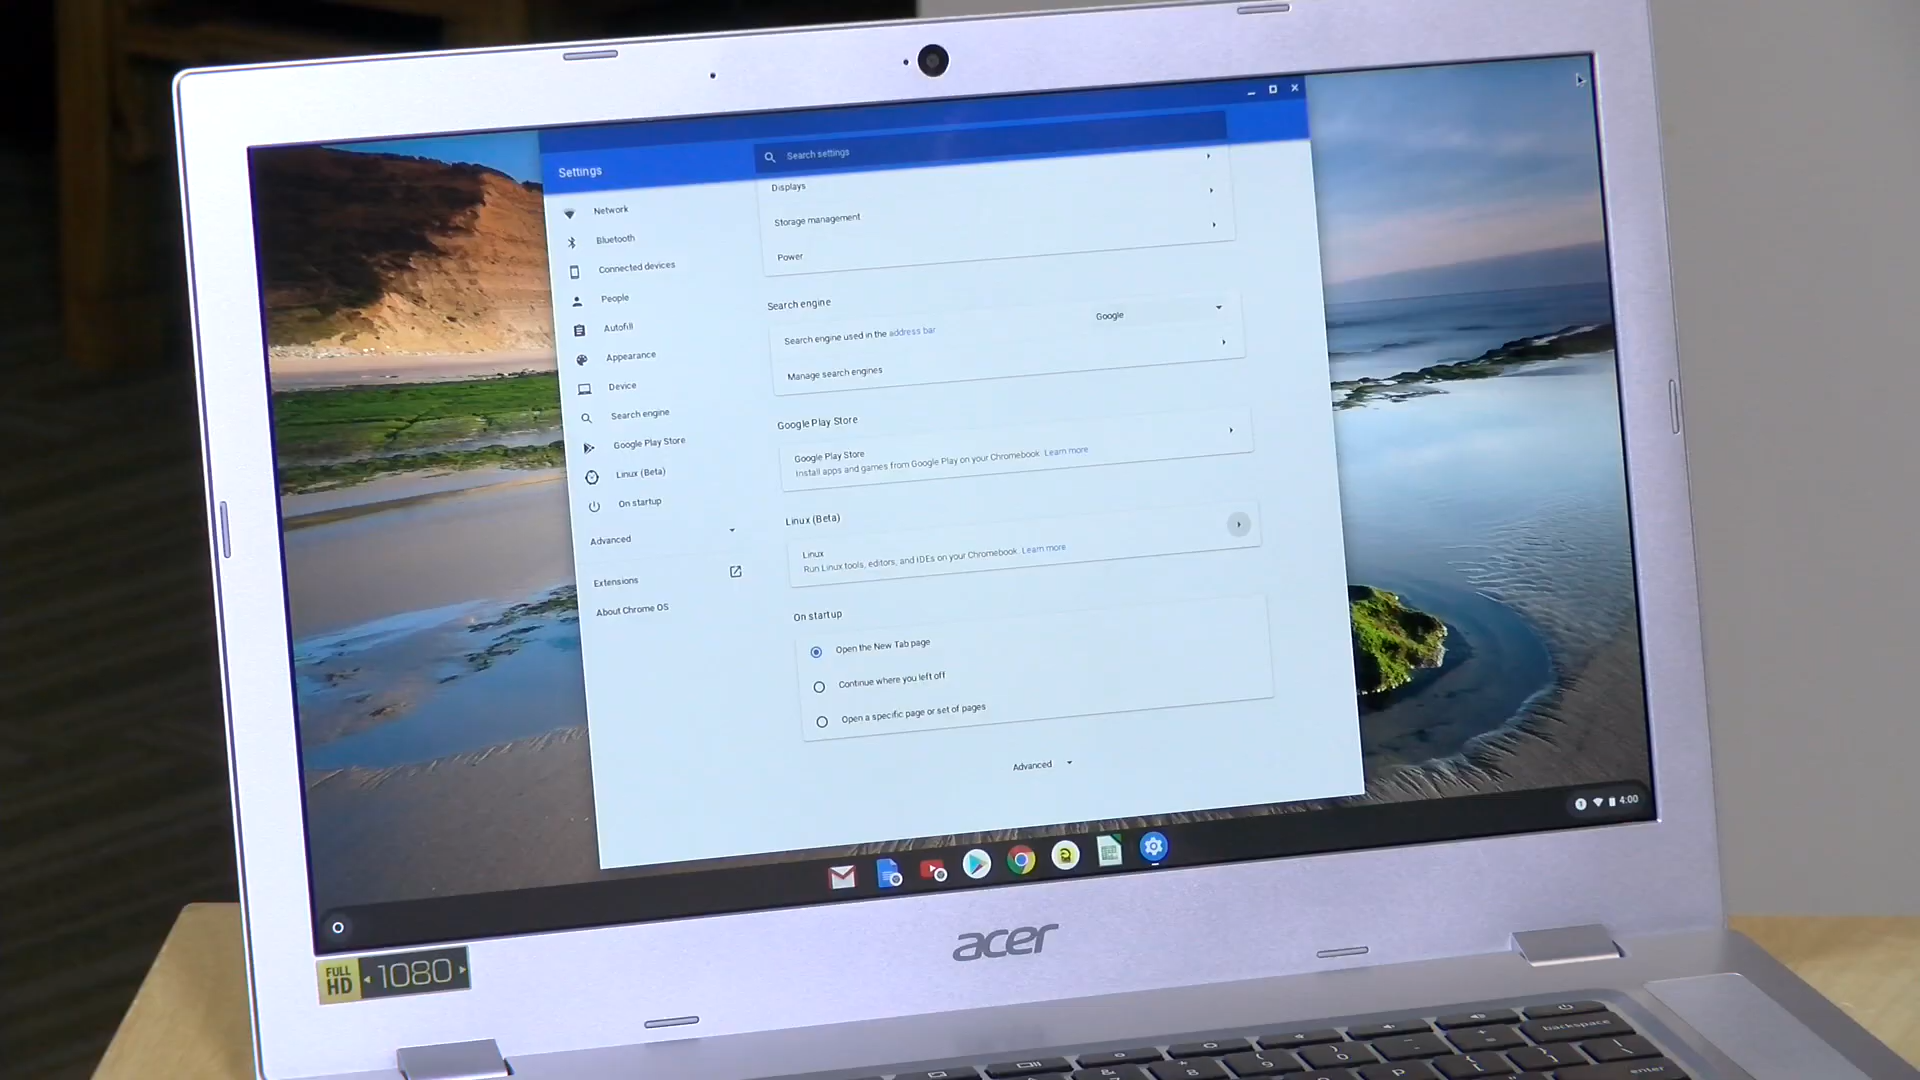 Settings
Search settings
Network
Bluetooth
Connected devices
People
Autofill
Appearance
Device
Search engine
Google Play Store
Linux (Beta)
On startup
Advanced
Extensions
About Chrome OS
Displays
Storage management
Power
Search engine
Search engine used in the address bar
Google
Manage search engines
Google Play Store
Google Play Store
Install apps and games from Google Play on your Chromebook. Learn more
Linux (Beta)
Linux
Run Linux tools, editors, and IDEs on your Chromebook. Learn more
On startup
Open the New Tab page
Continue where you left off
Open a specific page or set of pages
Advanced
1
4:00
acer
FULL HD 1080
backspace
enter